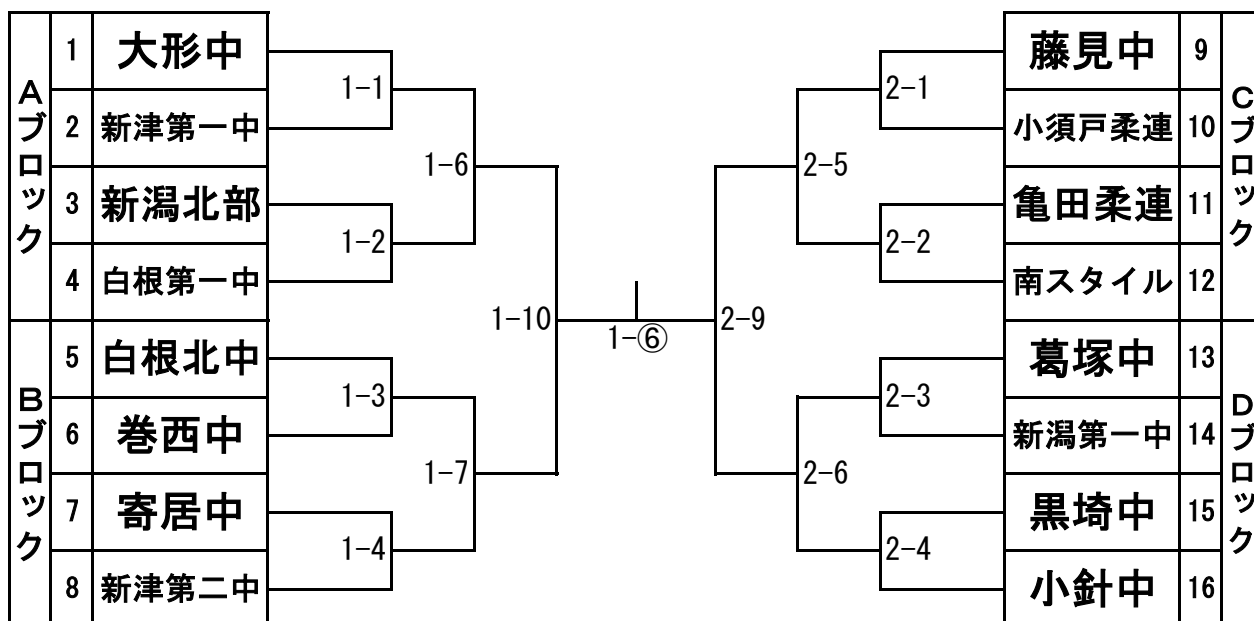 Aブロック
1 大形中
2 新津第一中
3 新潟北部
4 白根第一中
Bブロック
5 白根北中
6 巻西中
7 寄居中
8 新津第二中
1-1
1-2
1-3
1-4
1-6
1-7
1-10
1-⑥
2-9
2-5
2-6
2-1
2-2
2-3
2-4
Cブロック
藤見中 9
小須戸柔連 10
亀田柔連 11
南スタイル 12
Dブロック
葛塚中 13
新潟第一中 14
黒埼中 15
小針中 16